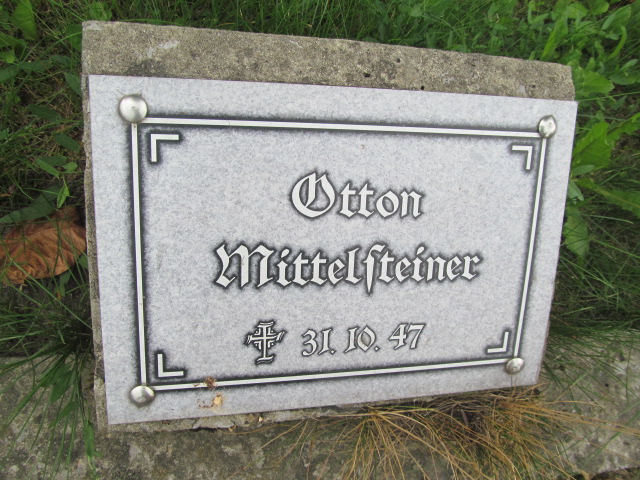 Otton
Mittelſteiner
31. 10. 47